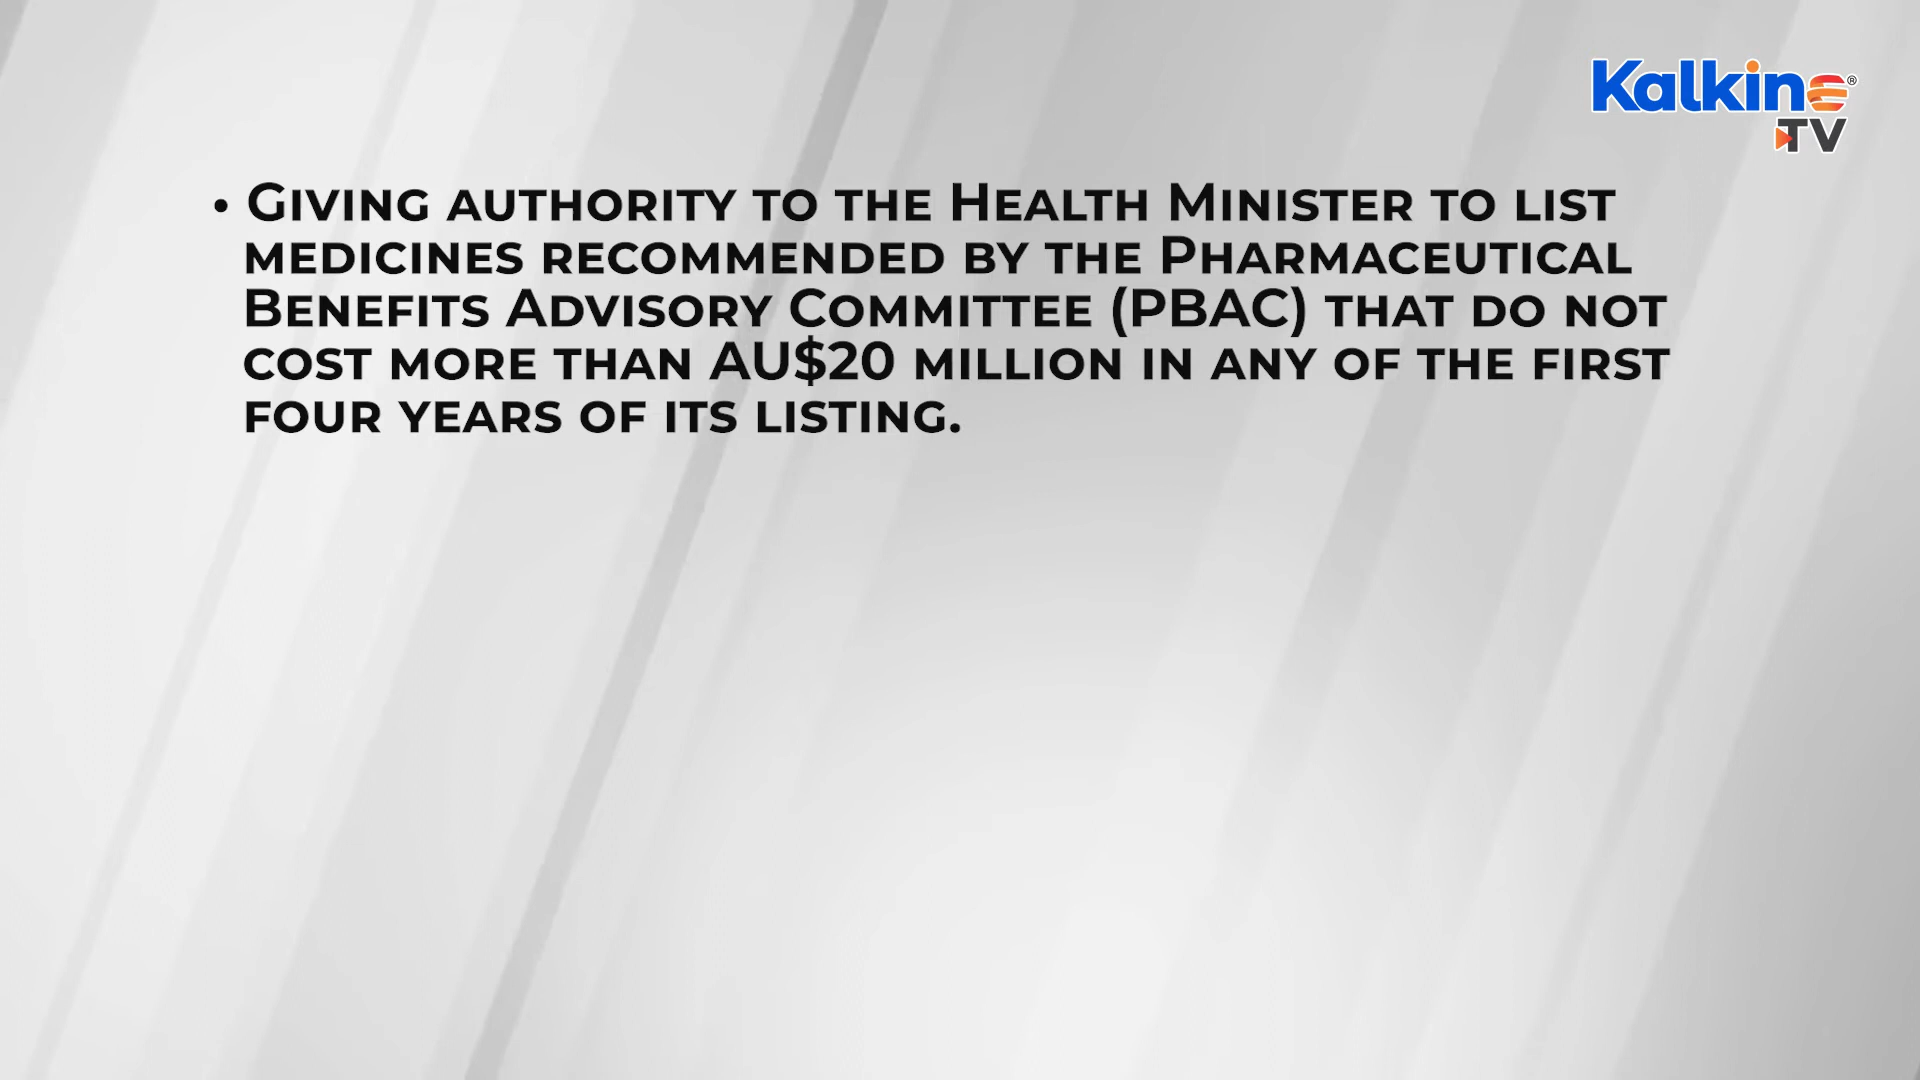 Kalkine®
TV
• Giving authority to the Health Minister to list
medicines recommended by the Pharmaceutical
Benefits Advisory Committee (PBAC) that do not
cost more than AU$20 million in any of the first
four years of its listing.